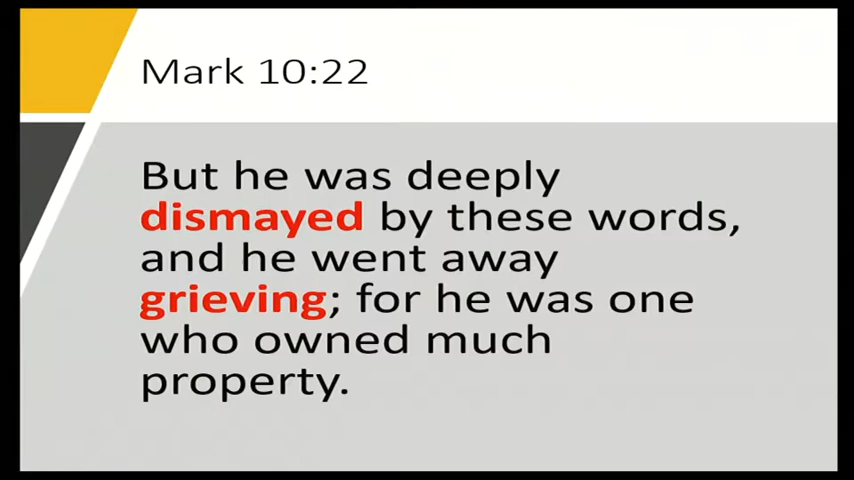 Mark 10:22
But he was deeply
dismayed by these words,
and he went away
grieving; for he was one
who owned much
property.